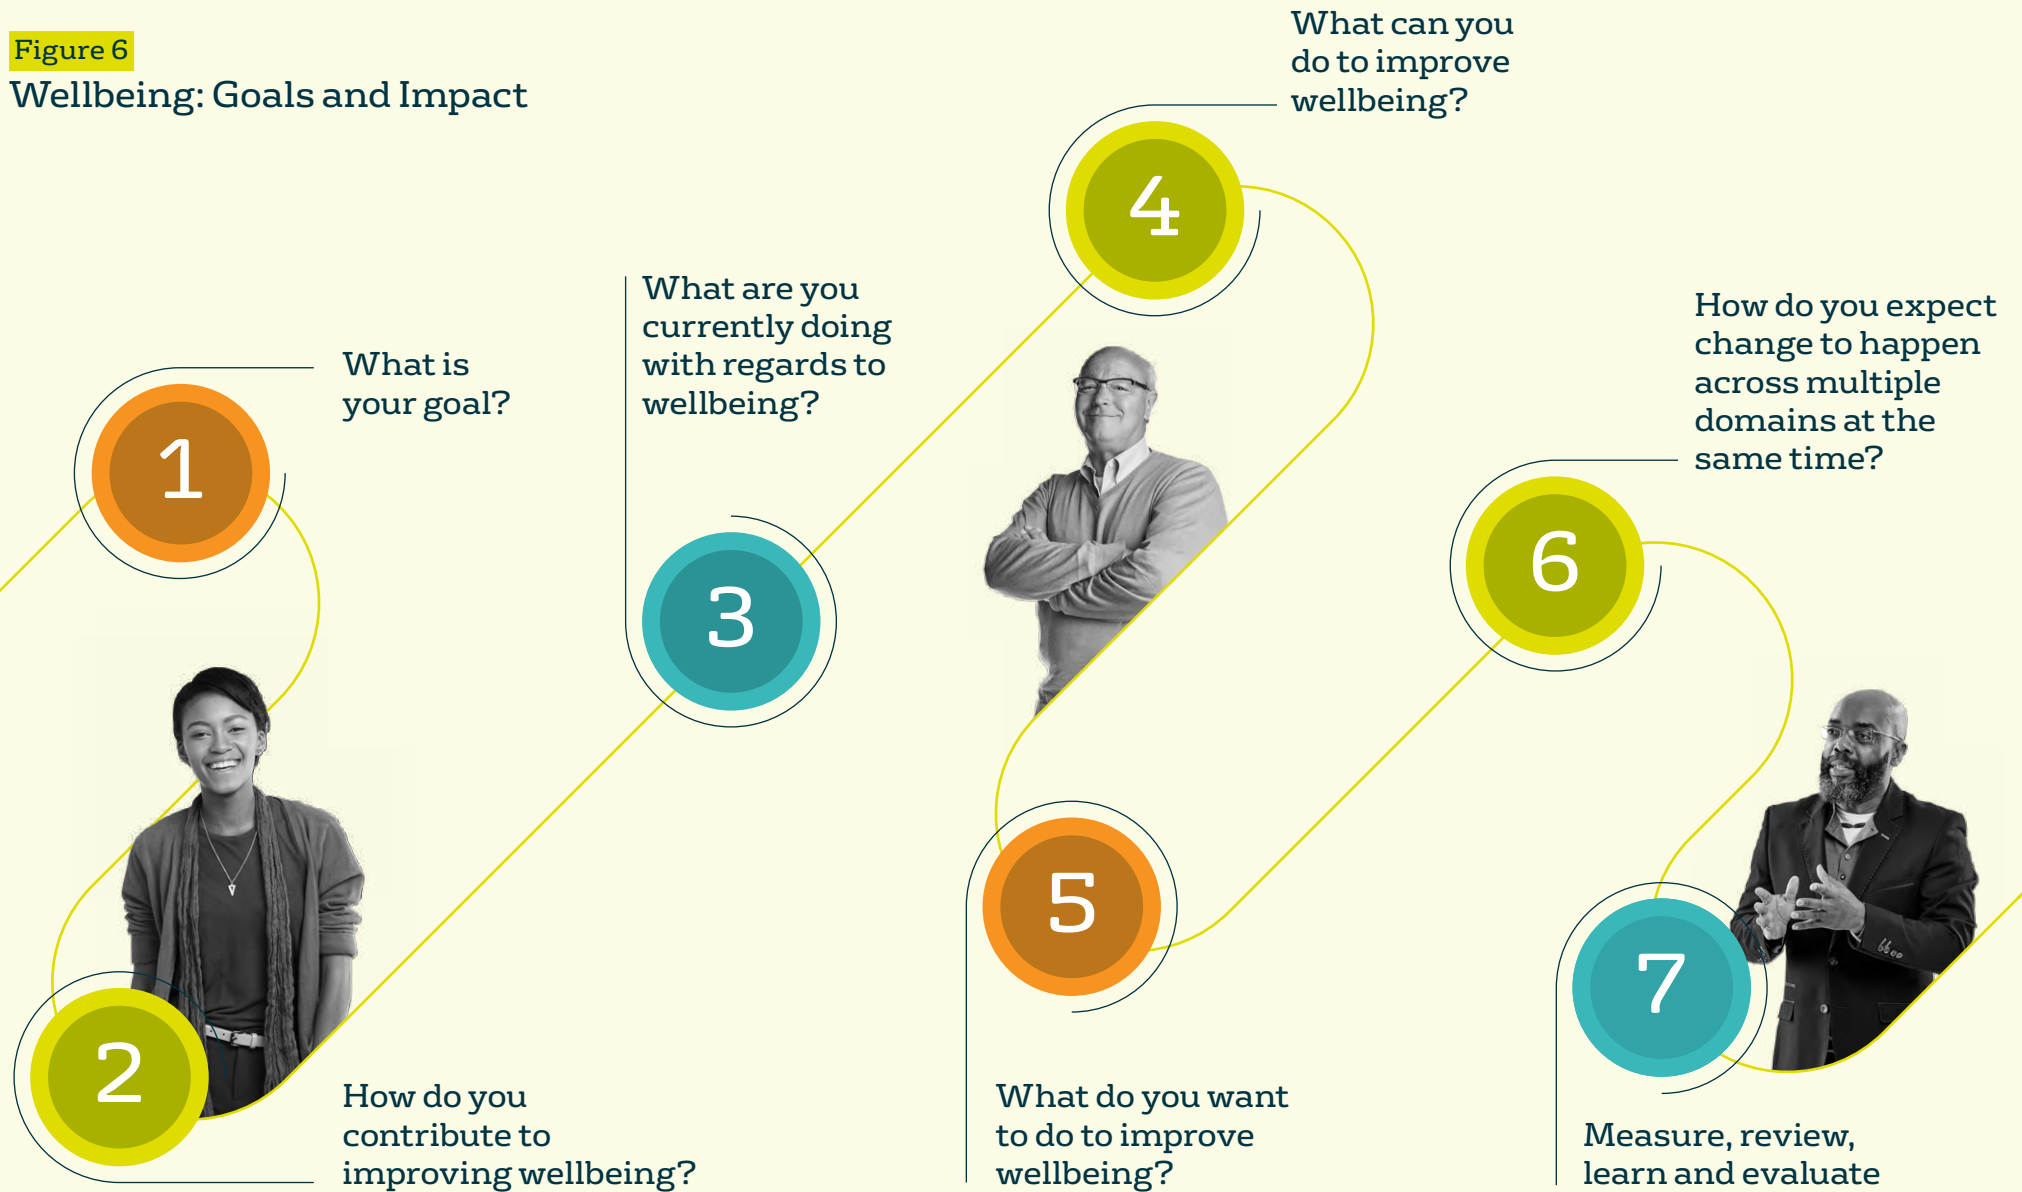 Figure 6
Wellbeing: Goals and Impact
1
What is
your goal?
2
How do you
contribute to
improving wellbeing?
3
What are you
currently doing
with regards to
wellbeing?
4
What can you
do to improve
wellbeing?
5
What do you want
to do to improve
wellbeing?
6
How do you expect
change to happen
across multiple
domains at the
same time?
7
Measure, review,
learn and evaluate